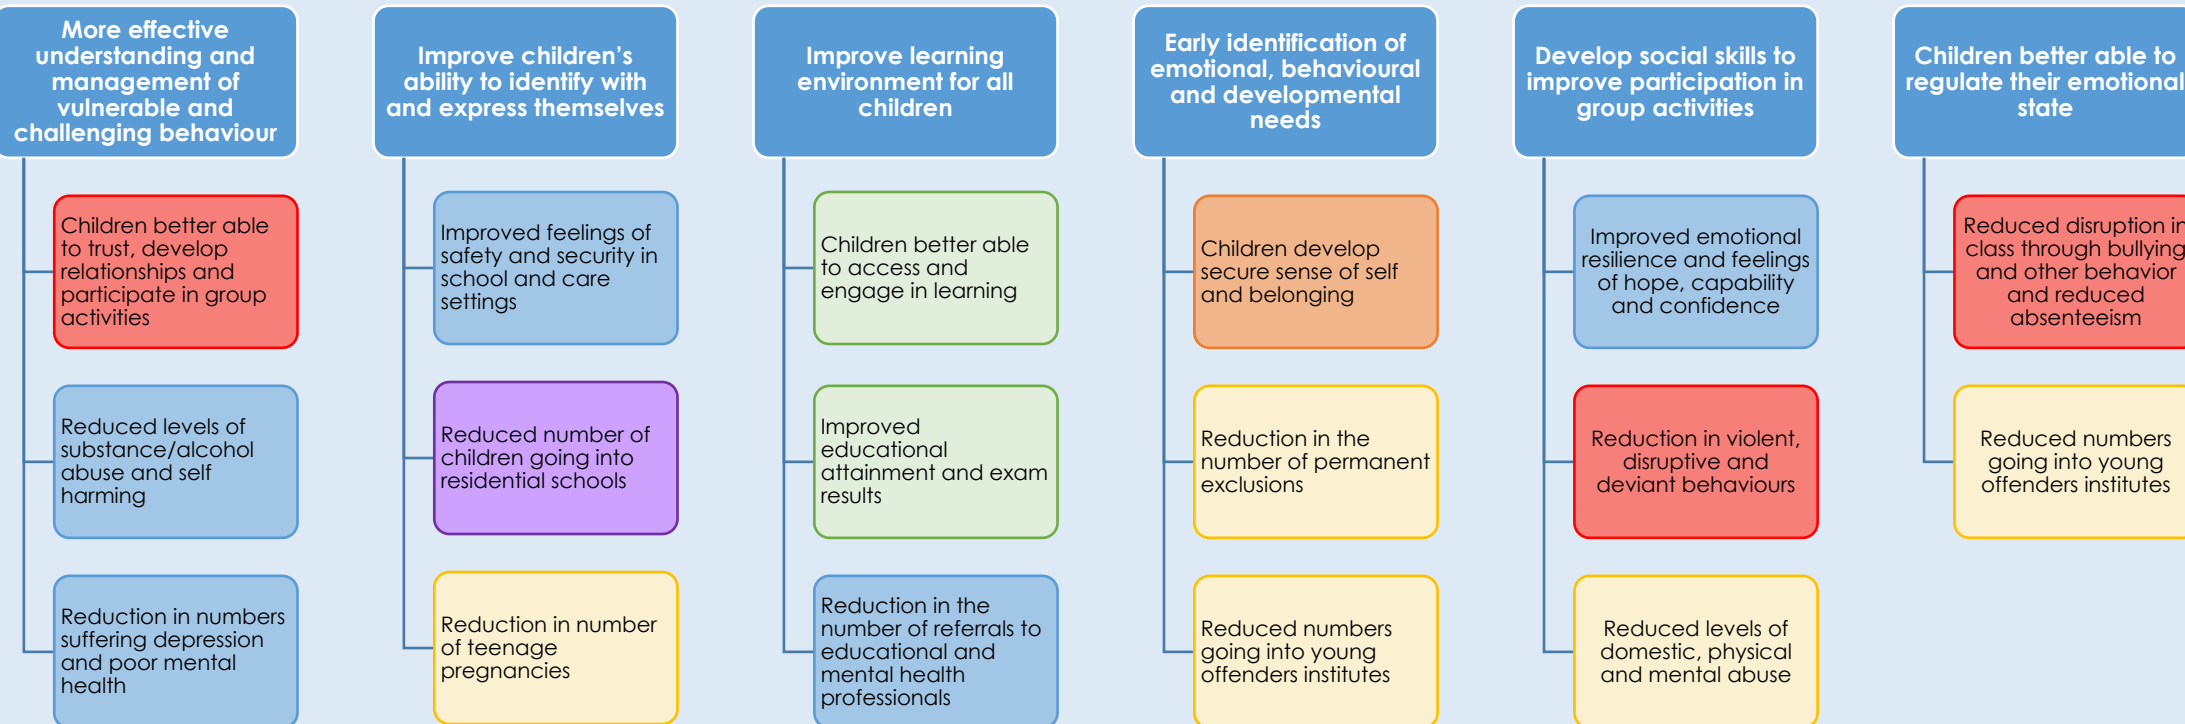 More effective
understanding and
management of
vulnerable and
challenging behaviour
Children better able
to trust, develop
relationships and
participate in group
activities
Reduced levels of
substance/alcohol
abuse and self
harming
Reduction in numbers
suffering depression
and poor mental
health
Improve children’s
ability to identify with
and express themselves
Improved feelings of
safety and security in
school and care
settings
Reduced number of
children going into
residential schools
Reduction in number
of teenage
pregnancies
Improve learning
environment for all
children
Children better able
to access and
engage in learning
Improved
educational
attainment and exam
results
Reduction in the
number of referrals to
educational and
mental health
professionals
Early identification of
emotional, behavioural
and developmental
needs
Children develop
secure sense of self
and belonging
Reduction in the
number of permanent
exclusions
Reduced numbers
going into young
offenders institutes
Develop social skills to
improve participation in
group activities
Improved emotional
resilience and feelings
of hope, capability
and confidence
Reduction in violent,
disruptive and
deviant behaviours
Reduced levels of
domestic, physical
and mental abuse
Children better able to
regulate their emotional
state
Reduced disruption in
class through bullying
and other behavior
and reduced
absenteeism
Reduced numbers
going into young
offenders institutes